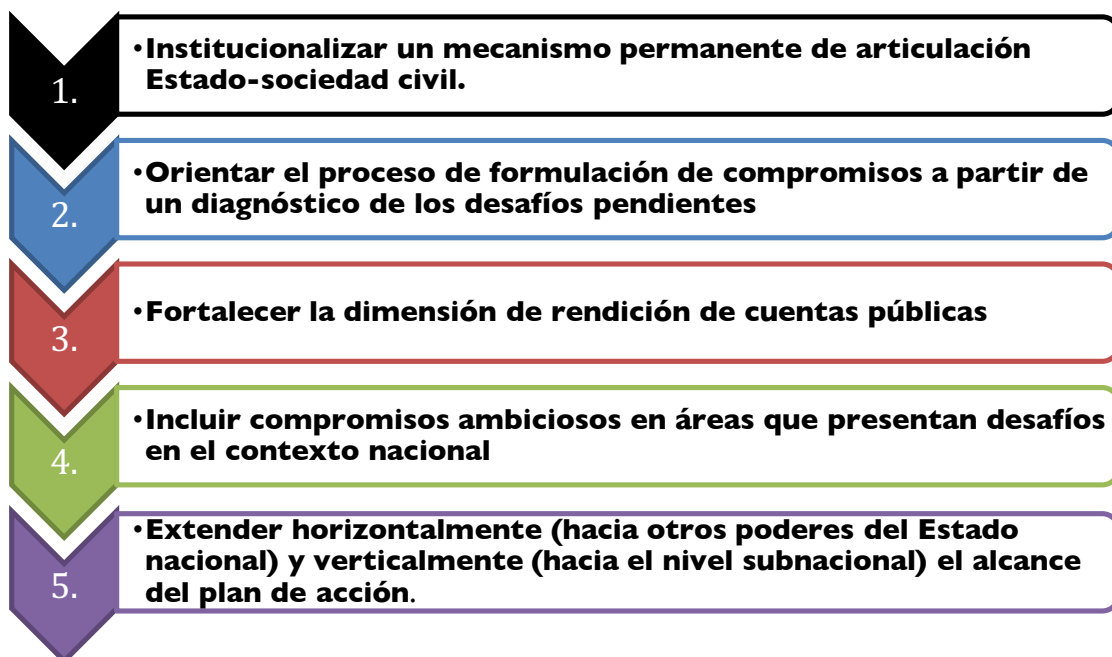 1.
•Institucionalizar un mecanismo permanente de articulación
Estado-sociedad civil.
2.
•Orientar el proceso de formulación de compromisos a partir de
un diagnóstico de los desafíos pendientes
3.
•Fortalecer la dimensión de rendición de cuentas públicas
4.
•Incluir compromisos ambiciosos en áreas que presentan desafíos
en el contexto nacional
5.
•Extender horizontalmente (hacia otros poderes del Estado
nacional) y verticalmente (hacia el nivel subnacional) el alcance
del plan de acción.